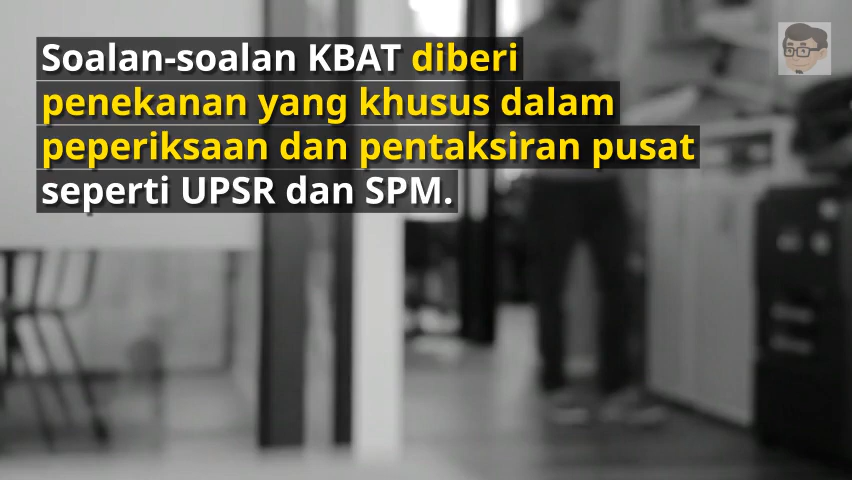 Soalan-soalan KBAT diberi
penekanan yang khusus dalam
peperiksaan dan pentaksiran pusat
seperti UPSR dan SPM.